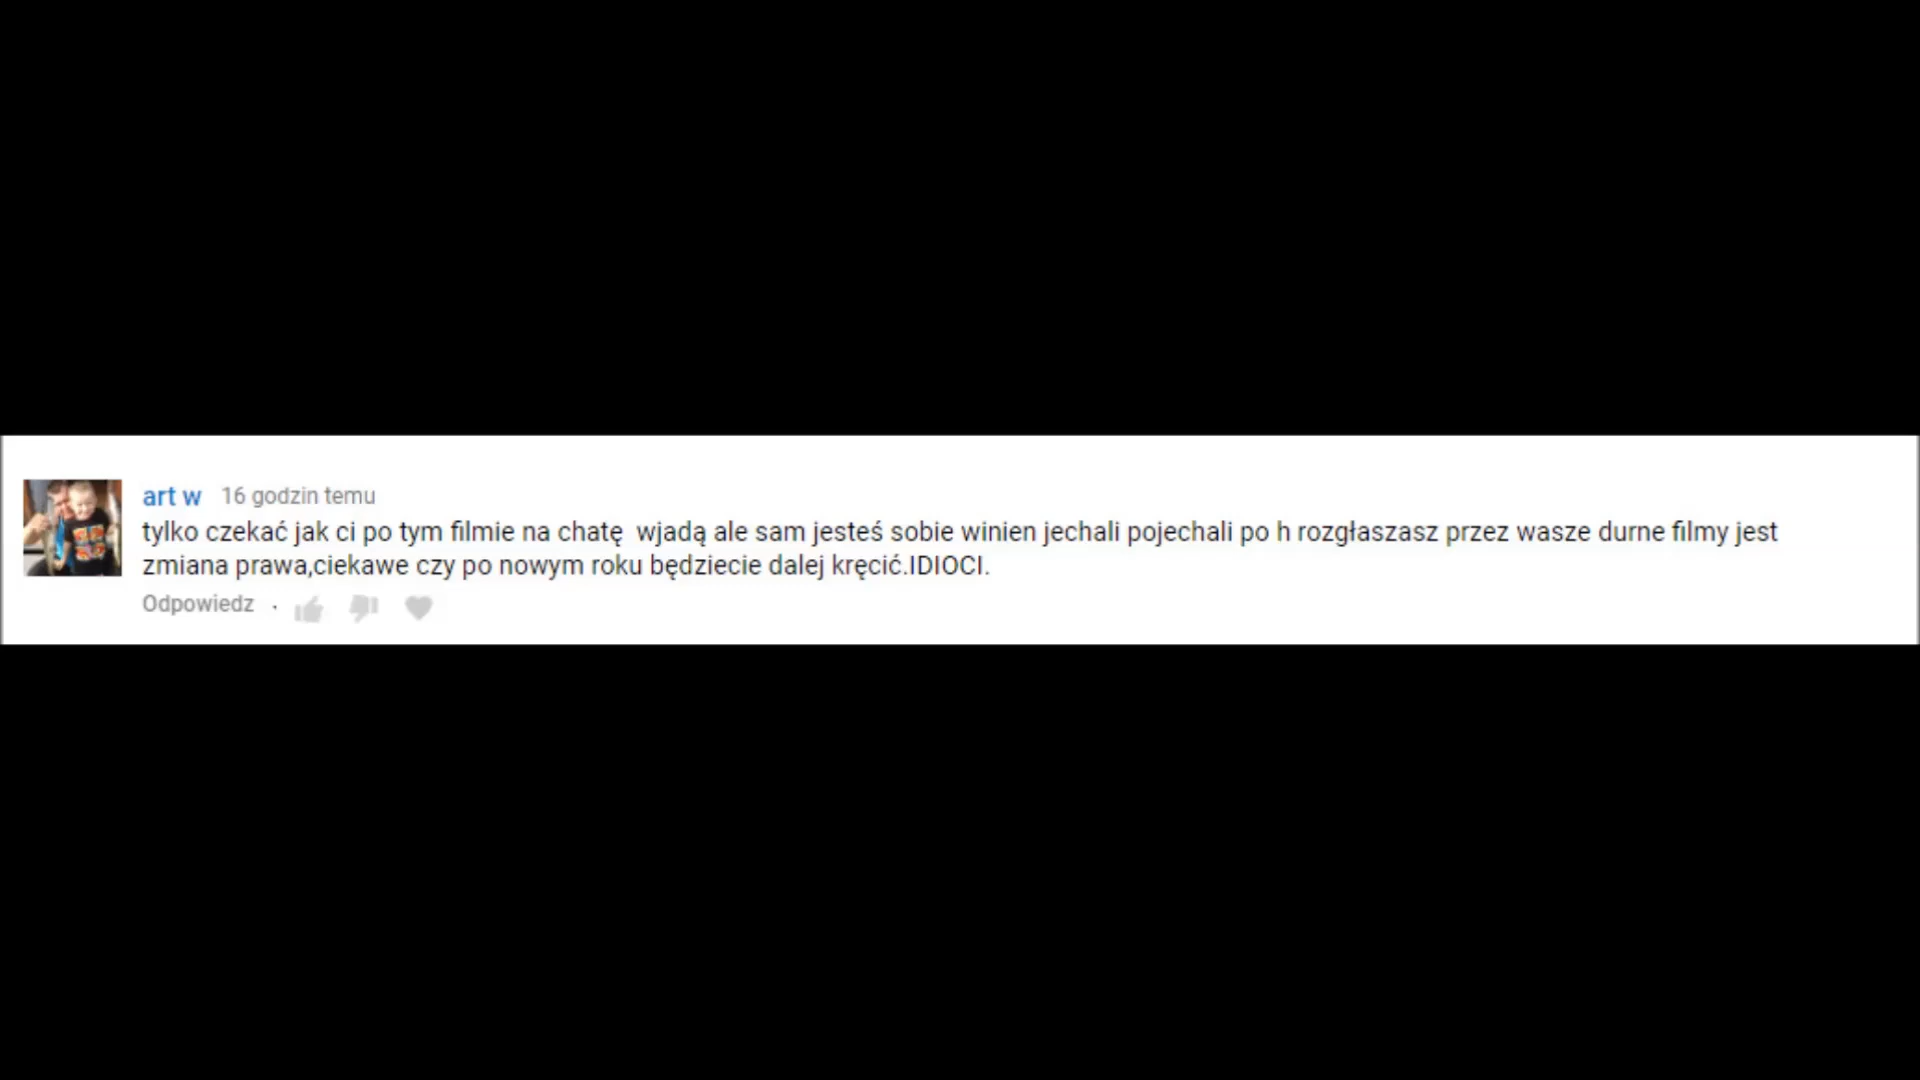 art w 16 godzin temu
tylko czekać jak ci po tym filmie na chatę  wjadą ale sam jesteś sobie winien jechali pojechali po h rozgłaszasz przez wasze durne filmy jest
zmiana prawa,ciekawe czy po nowym roku będziecie dalej kręcić.IDIOCI.
Odpowiedz ·